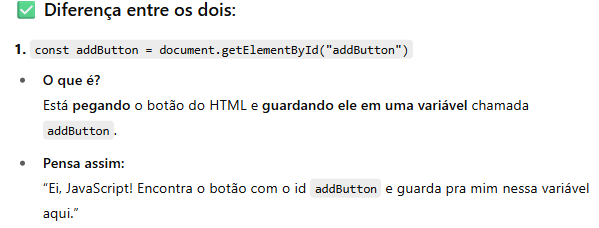 ✅ Diferença entre os dois:
1. const addButton = document.getElementById("addButton")
• O que é?
Está pegando o botão do HTML e guardando ele em uma variável chamada
addButton.
• Pensa assim:
“Ei, JavaScript! Encontra o botão com o id addButton e guarda pra mim nessa variável
aqui.”